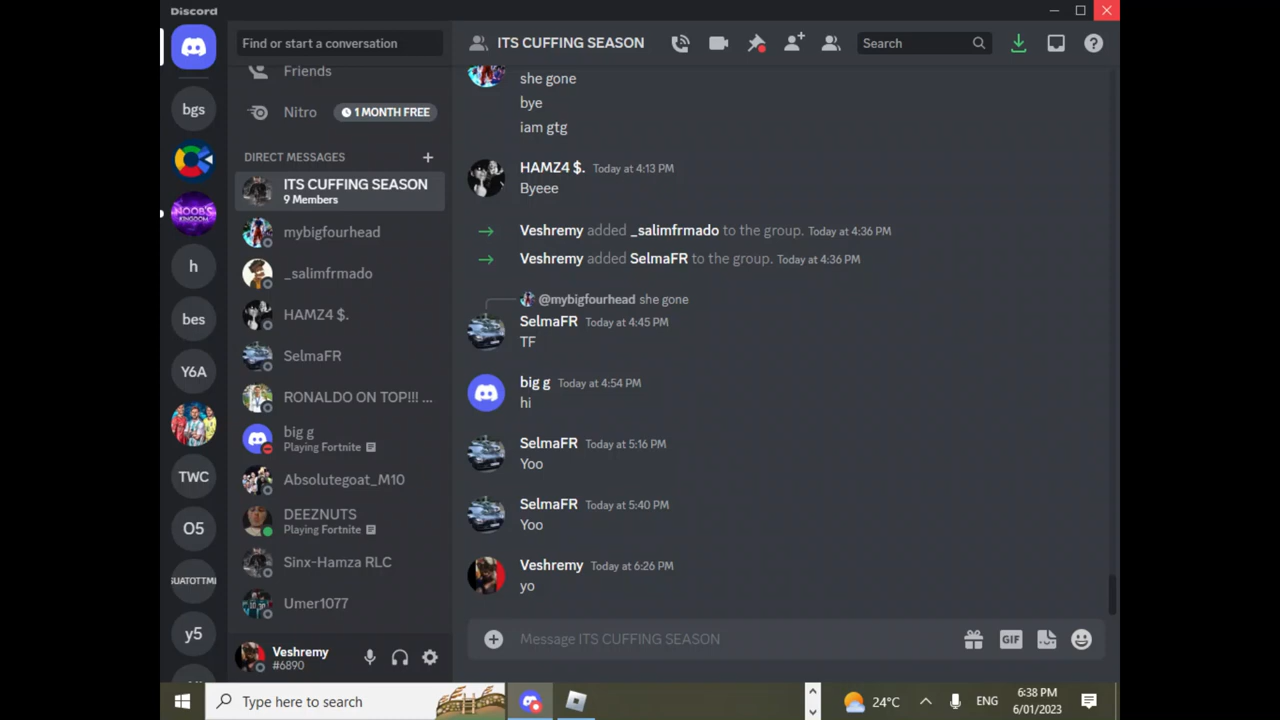 Discord
bgs
NOOB'S
KINGDOM
h
bes
Y6A
TWC
O5
y5
Find or start a conversation
Friends
Nitro
1 MONTH FREE
DIRECT MESSAGES
ITS CUFFING SEASON
9 Members
mybigfourhead
_salimfrmado
HAMZ4 $.
SelmaFR
RONALDO ON TOP!!! ...
big g
Playing Fortnite
Absolutegoat_M10
DEEZNUTS
Playing Fortnite
Sinx-Hamza RLC
Umer1077
Veshremy
#6890
ITS CUFFING SEASON
Search
she gone
bye
iam gtg
HAMZ4 $. Today at 4:13 PM
Byeee
Veshremy added _salimfrmado to the group. Today at 4:36 PM
Veshremy added SelmaFR to the group. Today at 4:36 PM
@mybigfourhead she gone
SelmaFR Today at 4:45 PM
TF
big g Today at 4:54 PM
hi
SelmaFR Today at 5:16 PM
Yoo
SelmaFR Today at 5:40 PM
Yoo
Veshremy Today at 6:26 PM
yo
Message ITS CUFFING SEASON
GIF
Type here to search
24°C
ENG
6:38 PM
6/01/2023